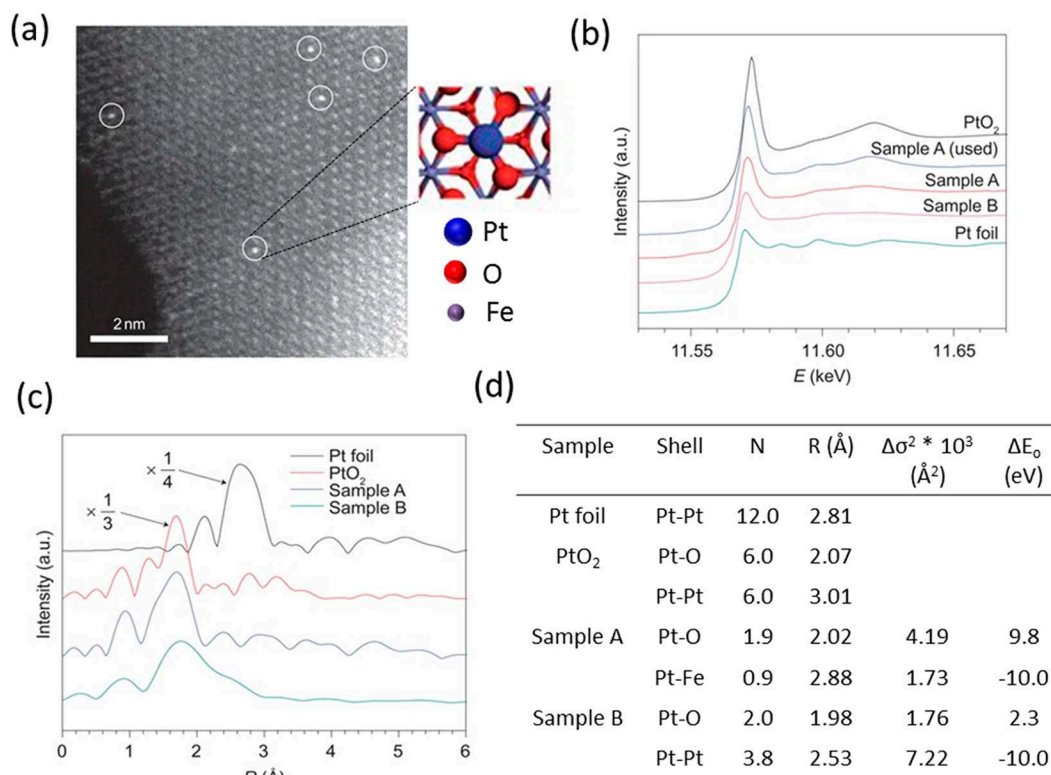 (a)
2 nm
Pt
O
Fe
(b)
Intensity (a.u.)
PtO₂
Sample A (used)
Sample A
Sample B
Pt foil
11.55 11.60 11.65
E (keV)
(c)
Intensity (a.u.)
× 1/4
× 1/3
Pt foil
PtO₂
Sample A
Sample B
0 1 2 3 4 5 6
(d)
Sample Shell N R (Å) Δσ² * 10³ (Å²) ΔEₒ (eV)
Pt foil Pt-Pt 12.0 2.81
PtO₂ Pt-O 6.0 2.07
Pt-Pt 6.0 3.01
Sample A Pt-O 1.9 2.02 4.19 9.8
Pt-Fe 0.9 2.88 1.73 -10.0
Sample B Pt-O 2.0 1.98 1.76 2.3
Pt-Pt 3.8 2.53 7.22 -10.0